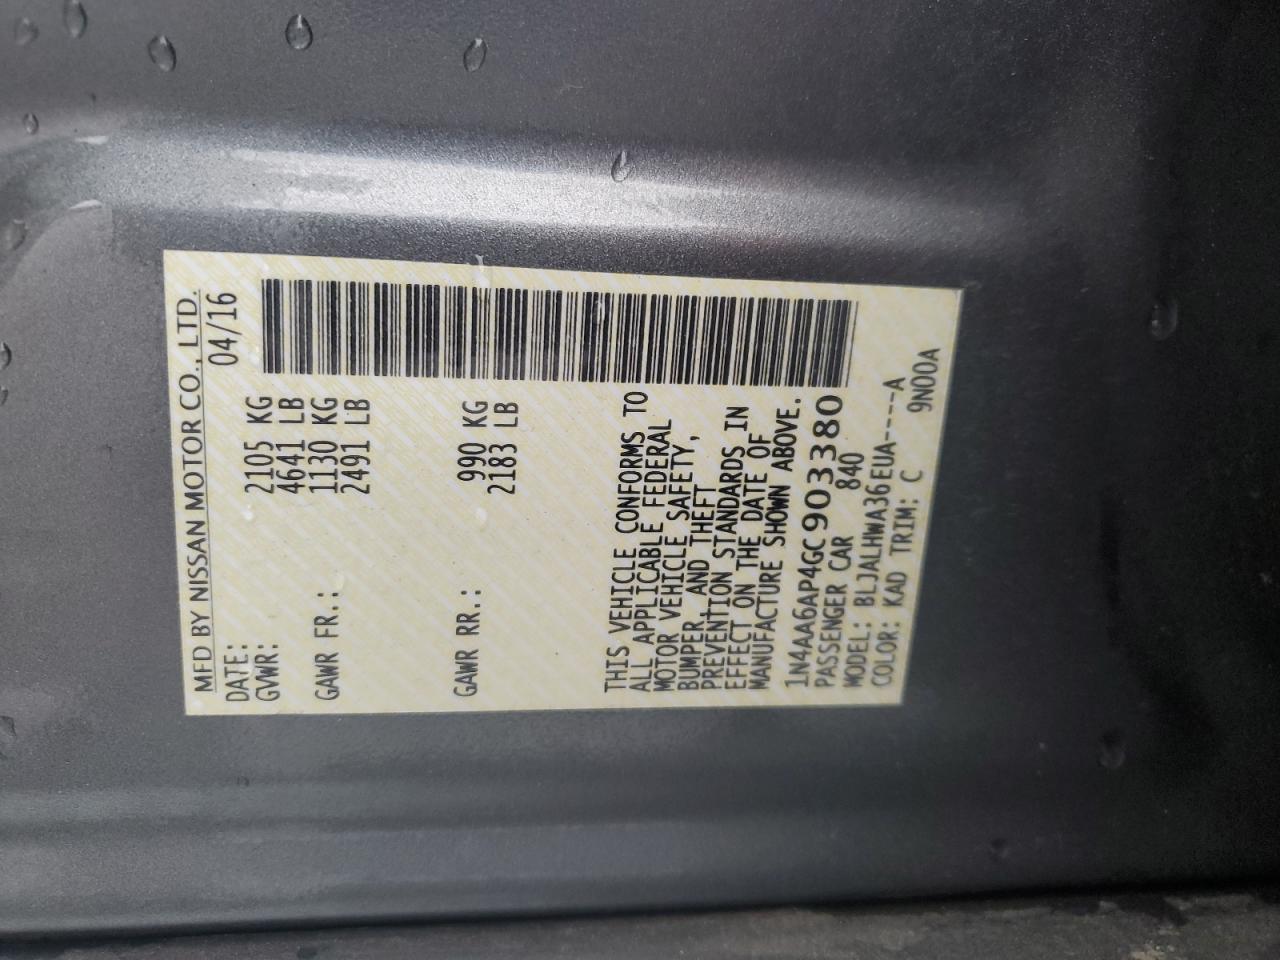 MFD BY NISSAN MOTOR CO., LTD.
DATE: 04/16
GVWR: 2105 KG
4641 LB
GAWR FR.: 1130 KG
2491 LB
GAWR RR.: 990 KG
2183 LB
THIS VEHICLE CONFORMS TO
ALL APPLICABLE FEDERAL
MOTOR VEHICLE SAFETY,
BUMPER, AND THEFT
PREVENTION STANDARDS IN
EFFECT ON THE DATE OF
MANUFACTURE SHOWN ABOVE.
1N4AA6AP4GC903380
PASSENGER CAR 840
MODEL: BLJALHWA36EUA-----A
COLOR: KAD TRIM: C 9N00A